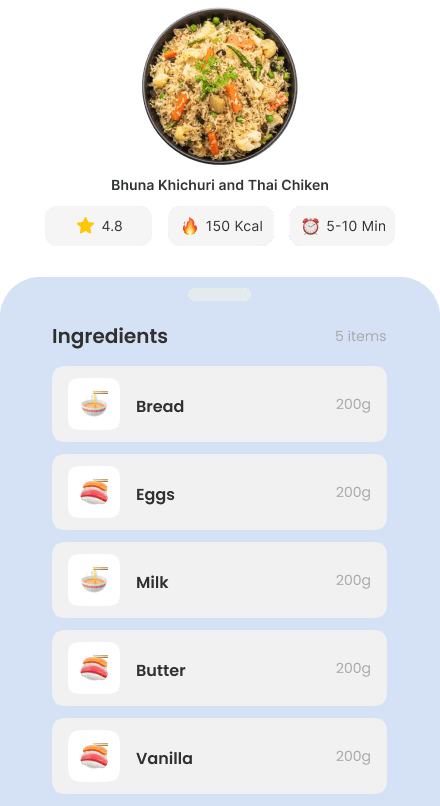 Bhuna Khichuri and Thai Chiken
4.8 150 Kcal 5-10 Min
Ingredients 5 items
Bread 200g
Eggs 200g
Milk 200g
Butter 200g
Vanilla 200g